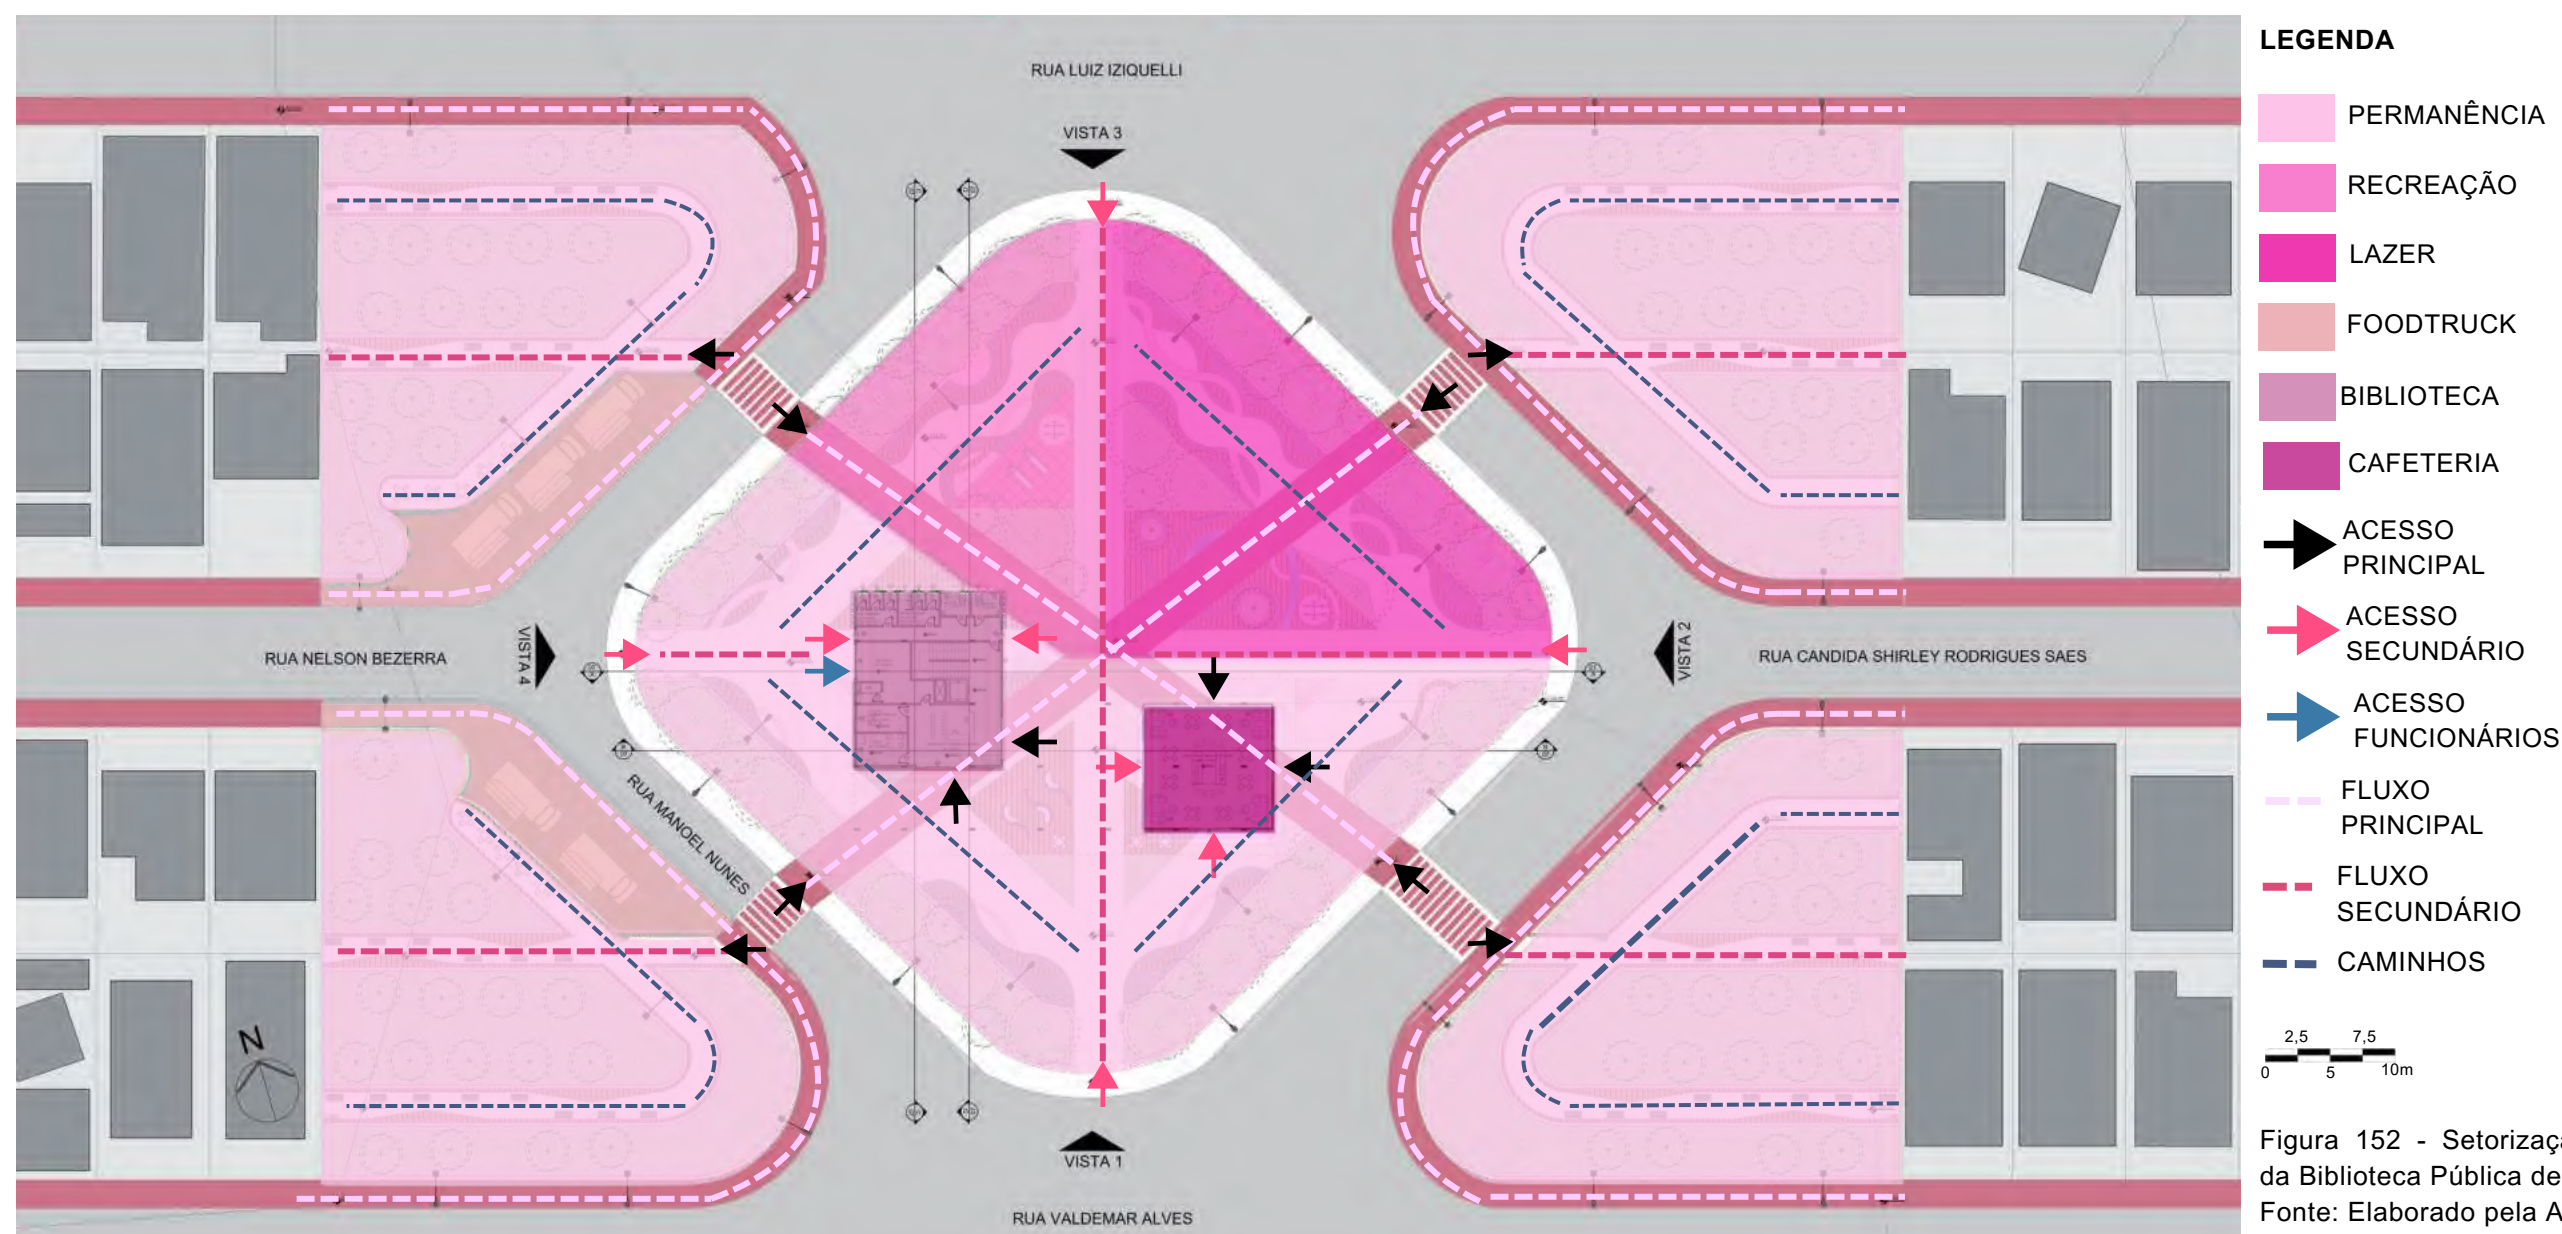 RUA LUIZ IZIQUELLI
VISTA 3
RUA NELSON BEZERRA
VISTA 4
VISTA 2
RUA CANDIDA SHIRLEY RODRIGUES SAES
RUA MANOEL NUNES
N
VISTA 1
RUA VALDEMAR ALVES
LEGENDA
PERMANÊNCIA
RECREAÇÃO
LAZER
FOODTRUCK
BIBLIOTECA
CAFETERIA
ACESSO
PRINCIPAL
ACESSO
SECUNDÁRIO
ACESSO
FUNCIONÁRIOS
FLUXO
PRINCIPAL
FLUXO
SECUNDÁRIO
CAMINHOS
2,5 7,5
0 5 10m
Figura 152 - Setorizaç
da Biblioteca Pública de
Fonte: Elaborado pela A